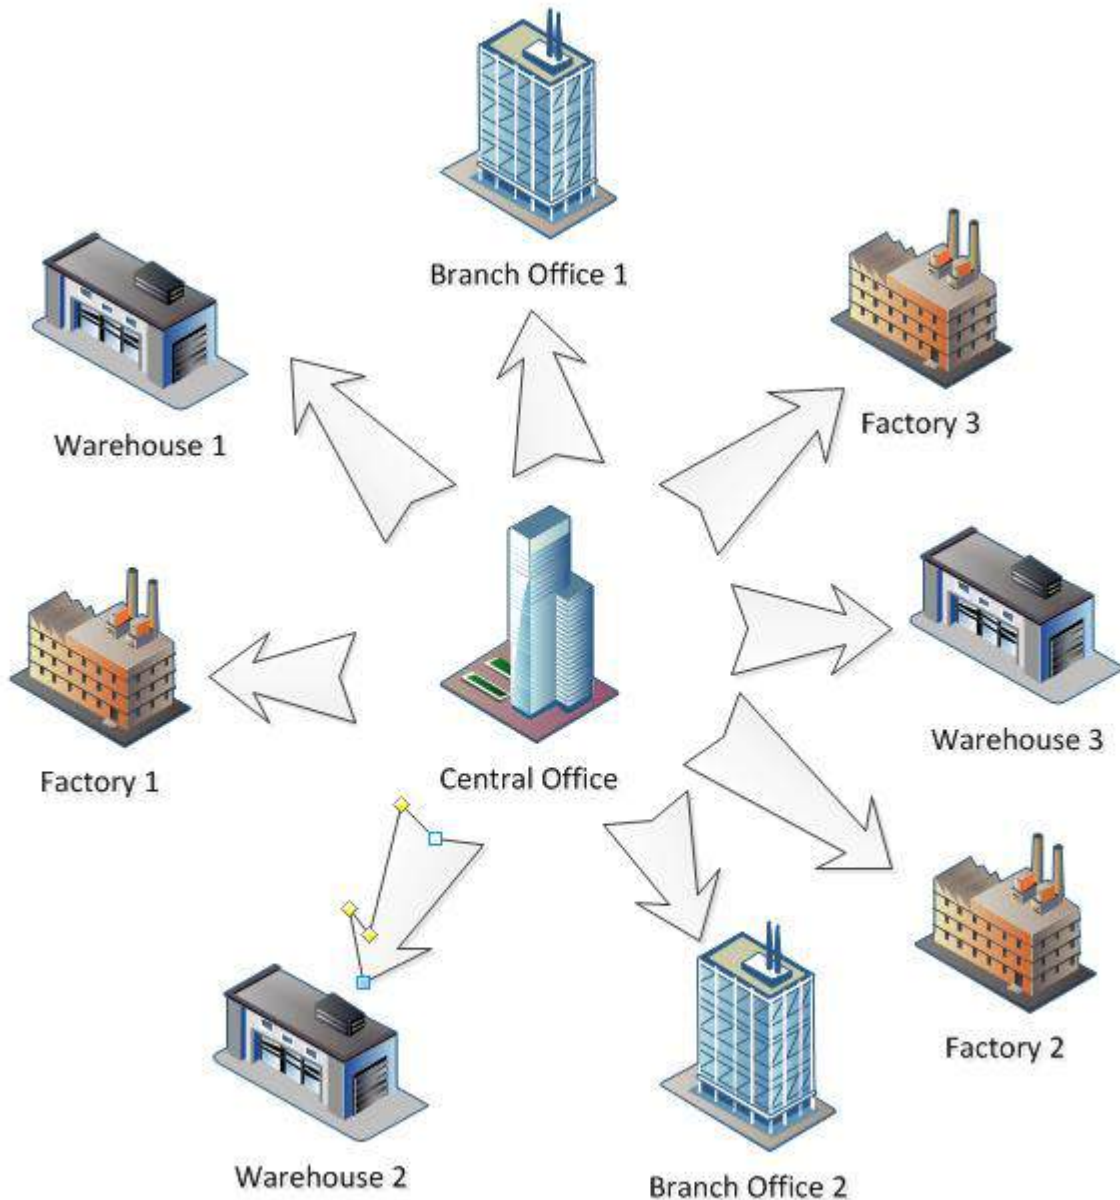 Branch Office 1
Factory 3
Warehouse 1
Warehouse 3
Central Office
Factory 1
Factory 2
Warehouse 2
Branch Office 2